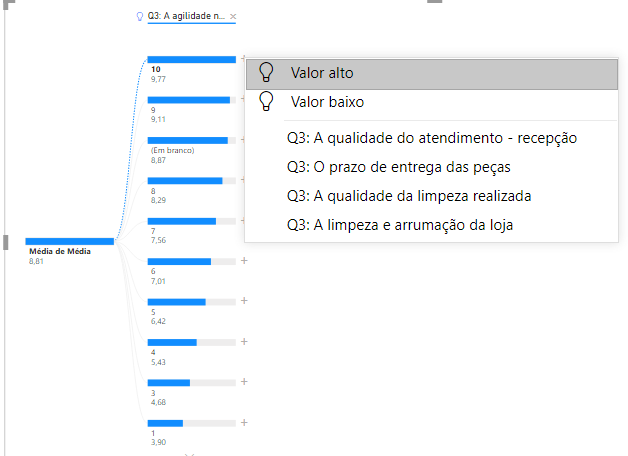 Q3: A agilidade n...
10
9,77
9
9,11
(Em branco)
8,87
8
8,29
7
7,56
6
7,01
5
6,42
4
5,43
3
4,68
1
3,90
Média de Média
8,81
Valor alto
Valor baixo
Q3: A qualidade do atendimento - recepção
Q3: O prazo de entrega das peças
Q3: A qualidade da limpeza realizada
Q3: A limpeza e arrumação da loja